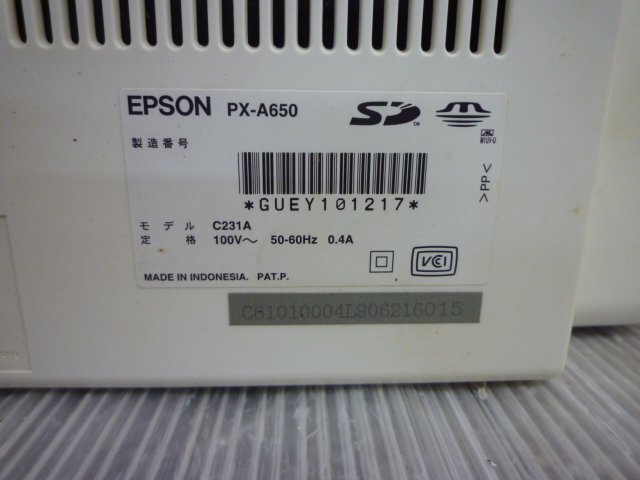 EPSON PX-A650
SD™
製造番号
*GUEY101217*
>PP<
モデル C231A
定格 100V～ 50-60Hz 0.4A
VCI
MADE IN INDONESIA. PAT.P.
C61010004L906216015